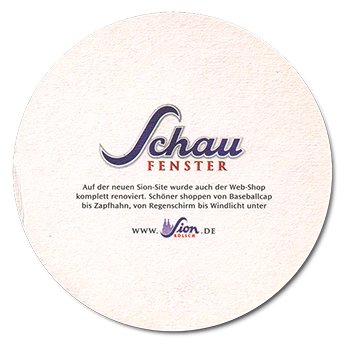 Schau
FENSTER
Auf der neuen Sion-Site wurde auch der Web-Shop
komplett renoviert. Schöner shoppen von Baseballcap
bis Zapfhahn, von Regenschirm bis Windlicht unter
WWW. Sion KÖLSCH .DE